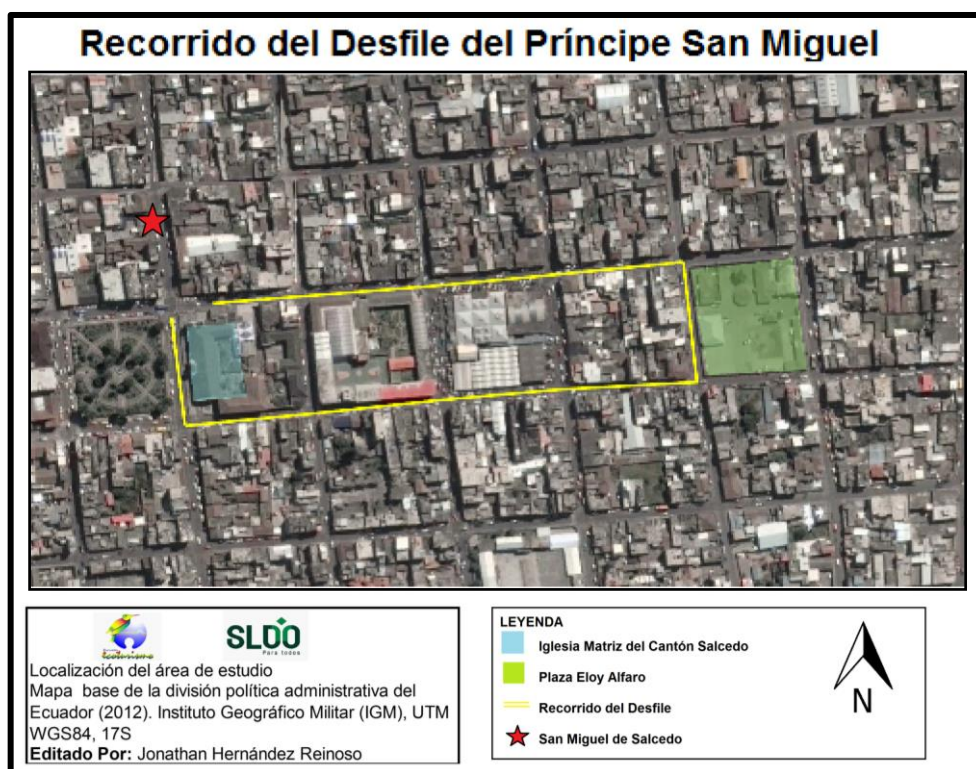 Recorrido del Desfile del Príncipe San Miguel
ecoturismo
SLDO
Para todos
Localización del área de estudio
Mapa base de la división política administrativa del
Ecuador (2012). Instituto Geográfico Militar (IGM), UTM
WGS84, 17S
Editado Por: Jonathan Hernández Reinoso
LEYENDA
Iglesia Matriz del Cantón Salcedo
Plaza Eloy Alfaro
Recorrido del Desfile
San Miguel de Salcedo
N